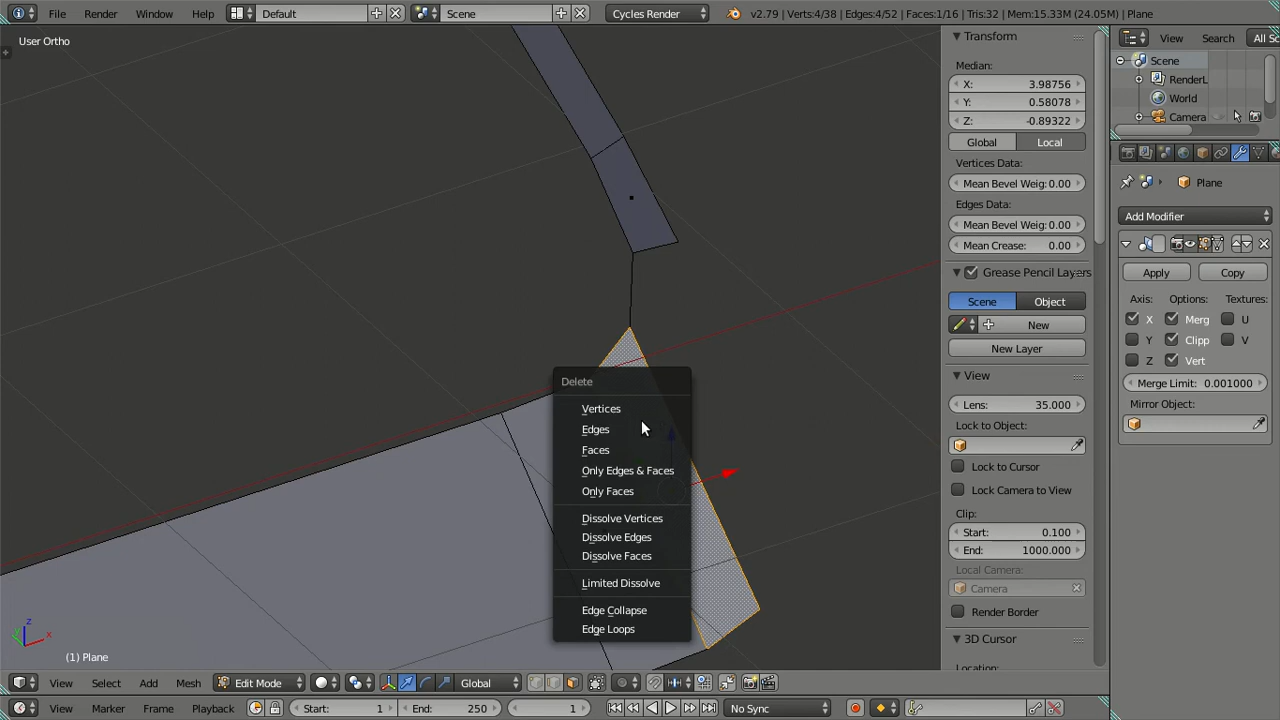 File Render Window Help Default Scene Cycles Render v2.79 | Verts:4/38 | Edges:4/52 | Faces:1/16 | Tris:32 | Mem:15.33M (24.05M) | Plane
User Ortho
Transform
Median:
X: 3.98756
Y: 0.58078
Z: -0.89322
Global Local
Vertices Data:
Mean Bevel Weig: 0.00
Edges Data:
Mean Bevel Weig: 0.00
Mean Crease: 0.00
Grease Pencil Layers
Scene Object
New
New Layer
View
Lens: 35.000
Lock to Object:
Lock to Cursor
Lock Camera to View
Clip:
Start: 0.100
End: 1000.000
Local Camera:
Camera
Render Border
3D Cursor
Location:
View Search All Sc
Scene
RenderL
World
Camera
Plane
Add Modifier
Apply Copy
Axis: Options: Textures:
X Merg U
Y Clipp V
Z Vert
Merge Limit: 0.001000
Mirror Object:
Delete
Vertices
Edges
Faces
Only Edges & Faces
Only Faces
Dissolve Vertices
Dissolve Edges
Dissolve Faces
Limited Dissolve
Edge Collapse
Edge Loops
z
(1) Plane
View Select Add Mesh Edit Mode Global
View Marker Frame Playback Start: 1 End: 250 1 No Sync